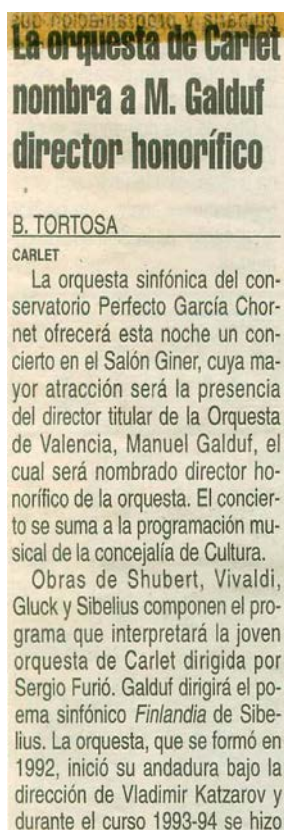 La orquesta de Carlet
nombra a M. Galduf
director honorífico
B. TORTOSA
CARLET
La orquesta sinfónica del con-
servatorio Perfecto García Chor-
net ofrecerá esta noche un con-
cierto en el Salón Giner, cuya ma-
yor atracción será la presencia
del director titular de la Orquesta
de Valencia, Manuel Galduf, el
cual será nombrado director ho-
norífico de la orquesta. El concier-
to se suma a la programación mu-
sical de la concejalía de Cultura.
Obras de Shubert, Vivaldi,
Gluck y Sibelius componen el pro-
grama que interpretará la joven
orquesta de Carlet dirigida por
Sergio Furió. Galduf dirigirá el po-
ema sinfónico Finlandia de Sibe-
lius. La orquesta, que se formó en
1992, inició su andadura bajo la
dirección de Vladimir Katzarov y
durante el curso 1993-94 se hizo